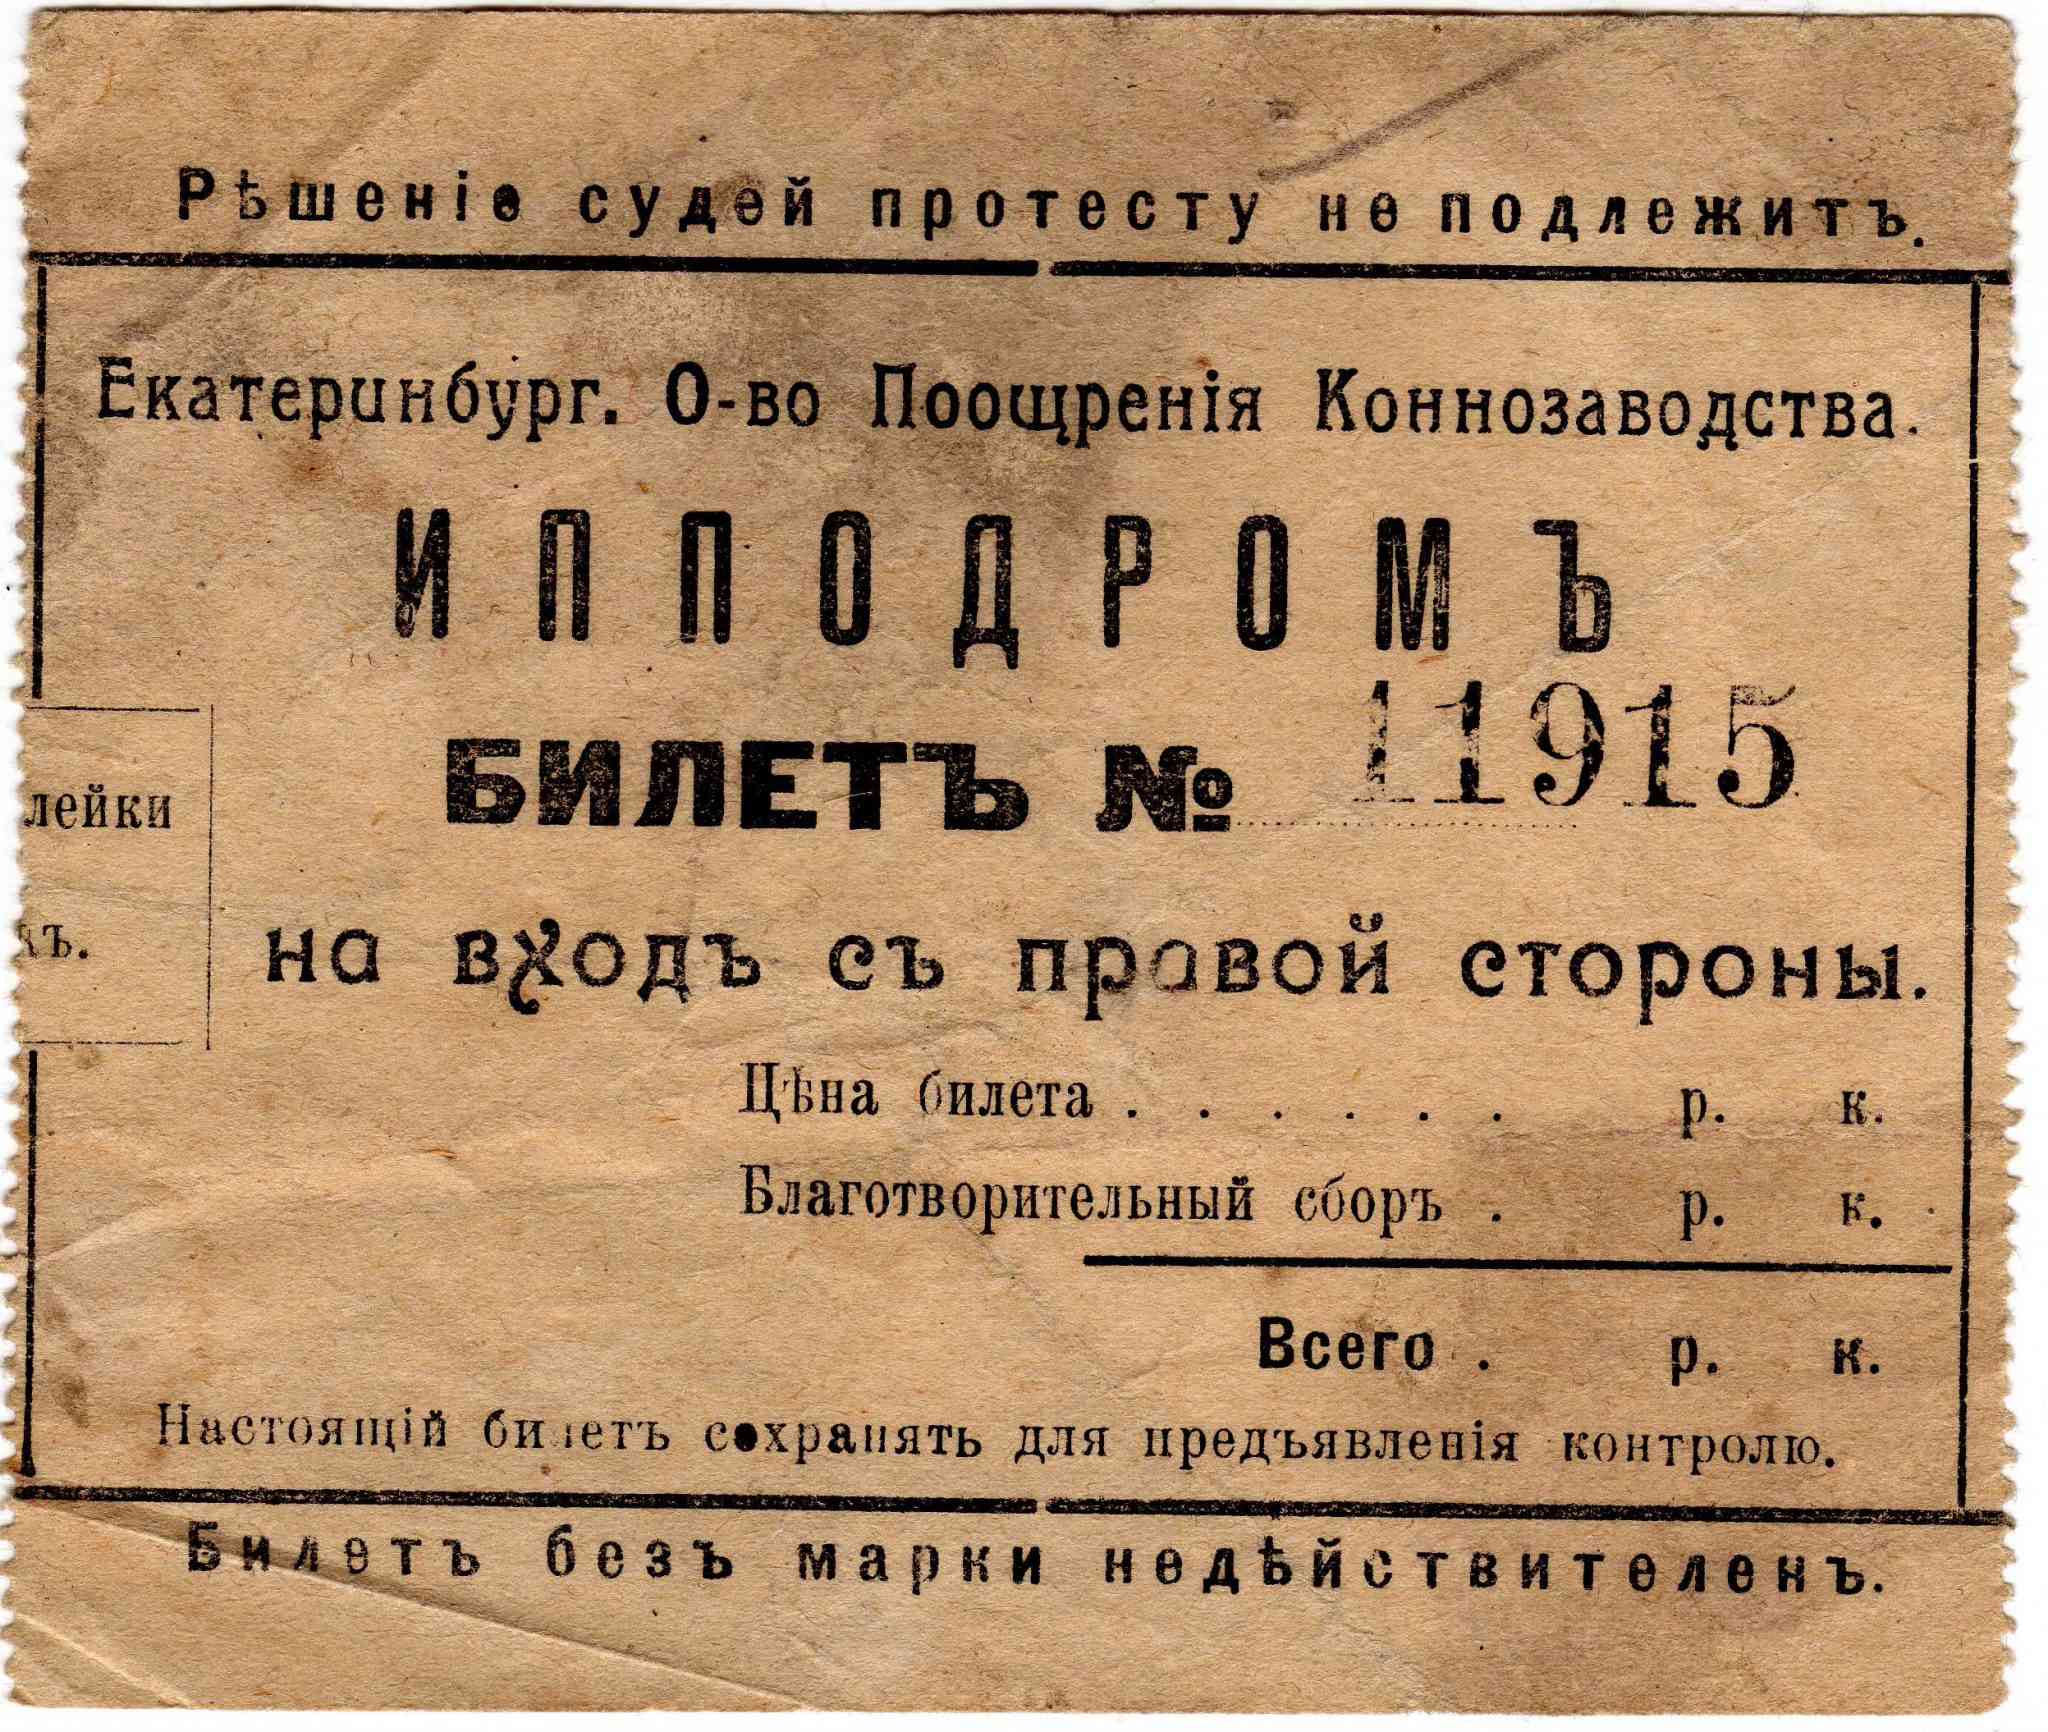 Рѣшеніе судей протесту не подлежитъ.
Екатеринбург. О-во Поощренія Коннозаводства.
ИППОДРОМЪ
БИЛЕТЪ № 11915
лейки
къ.
на входъ съ правой стороны.
Цѣна билета . . . . . . р. к.
Благотворительный сборъ . р. к.
Всего . р. к.
Настоящій билетъ сохранять для предъявленія контролю.
Билетъ безъ марки недѣйствителенъ.